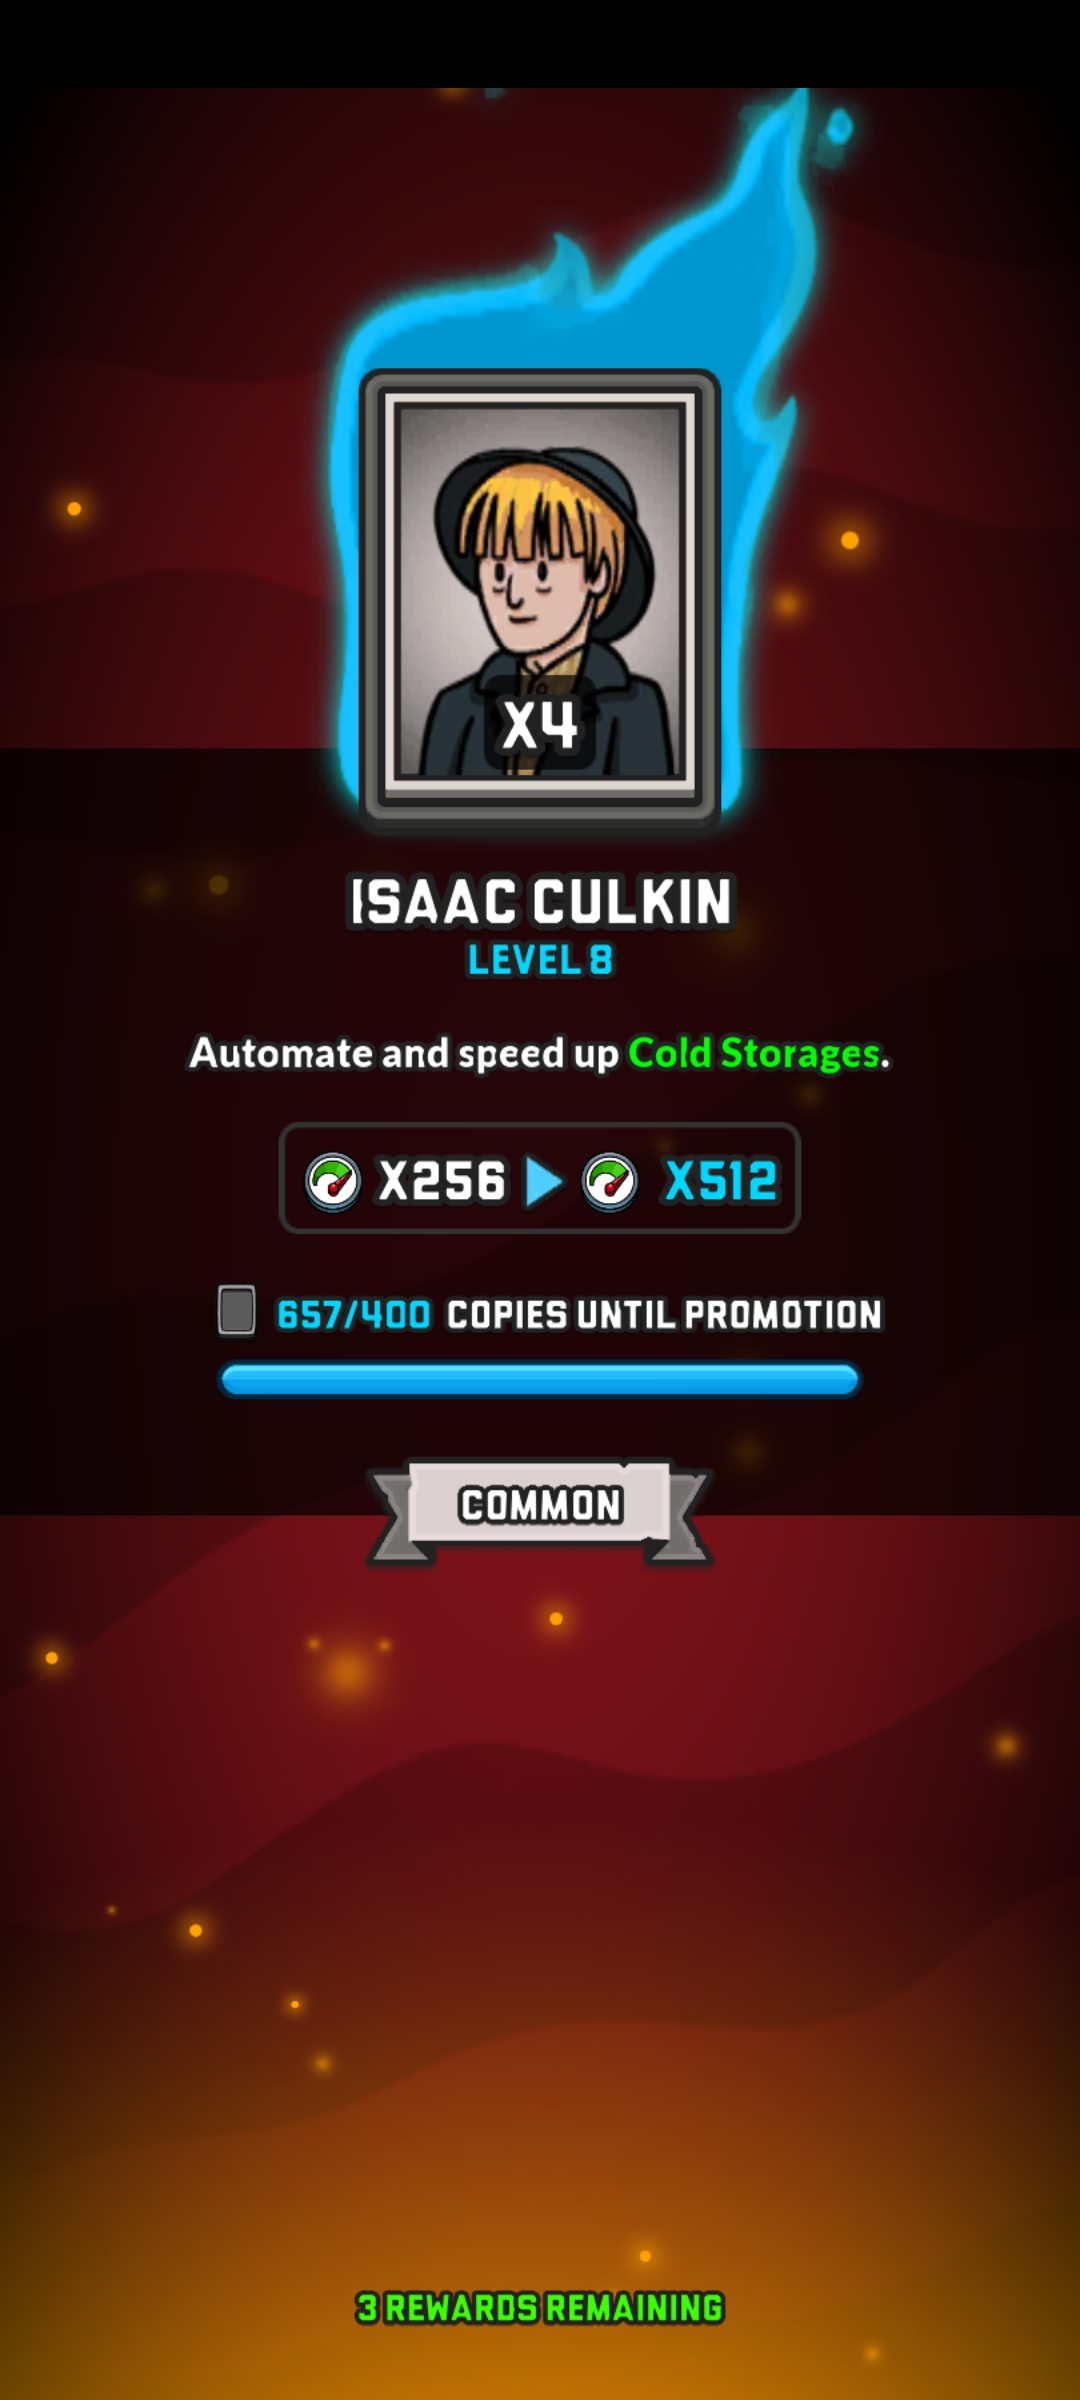 X4
ISAAC CULKIN
LEVEL 8
Automate and speed up Cold Storages.
X256 X512
657/400 COPIES UNTIL PROMOTION
COMMON
3 REWARDS REMAINING